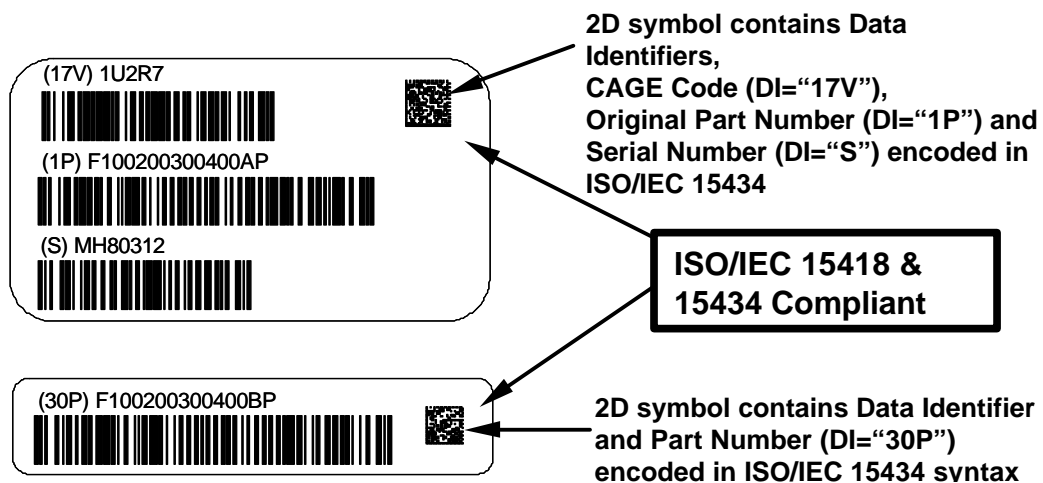 (17V) 1U2R7
(1P) F100200300400AP
(S) MH80312
2D symbol contains Data
Identifiers,
CAGE Code (DI=“17V”),
Original Part Number (DI=“1P”) and
Serial Number (DI=“S”) encoded in
ISO/IEC 15434
ISO/IEC 15418 &
15434 Compliant
(30P) F100200300400BP
2D symbol contains Data Identifier
and Part Number (DI=“30P”)
encoded in ISO/IEC 15434 syntax